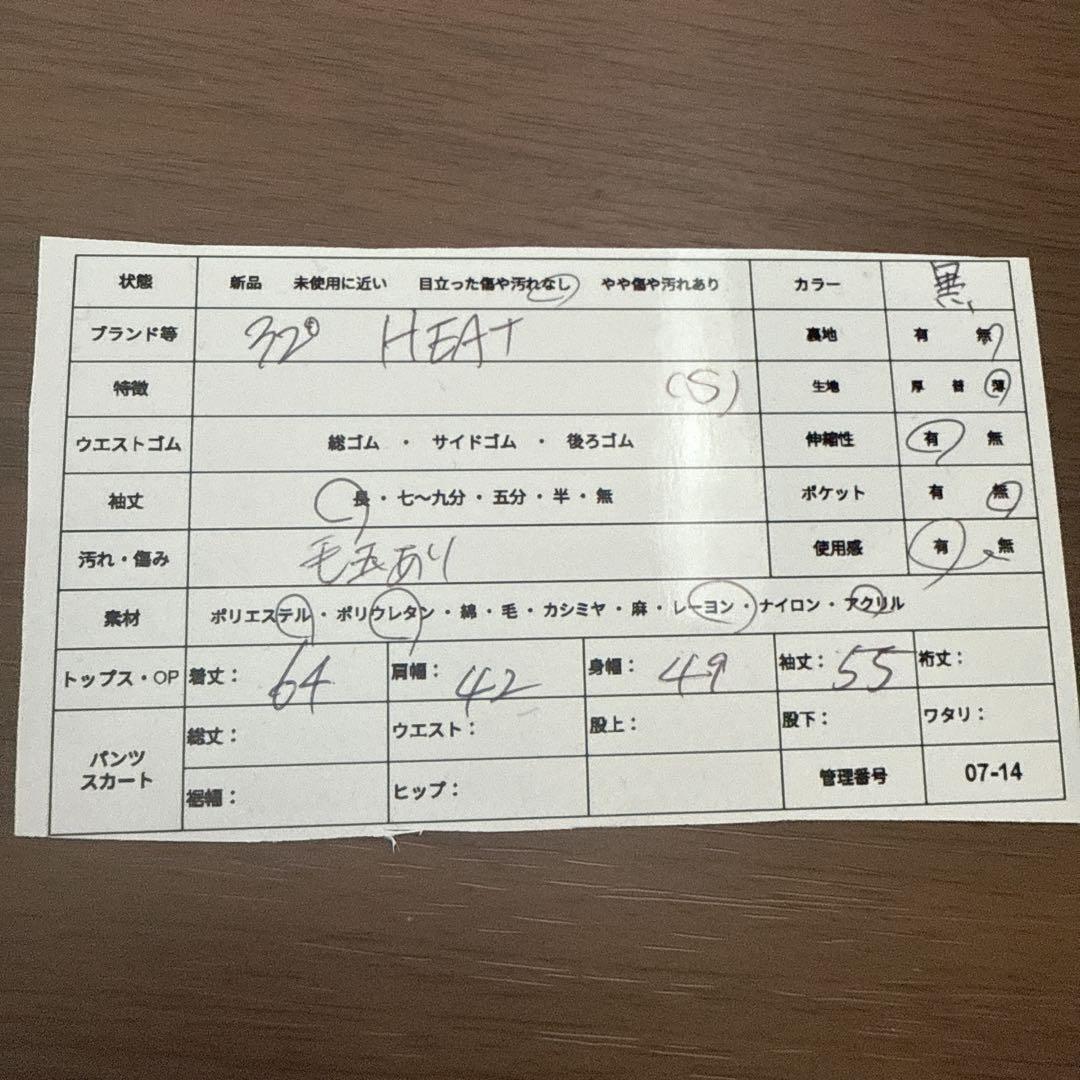 状態 新品 未使用に近い 目立った傷や汚れなし やや傷や汚れあり カラー 黒
ブランド等 32° HEAT 裏地 有 無
特徴 (S) 生地 厚 普 薄
ウエストゴム 総ゴム ・ サイドゴム ・ 後ろゴム 伸縮性 有 無
袖丈 長・七〜九分・五分・半・無 ポケット 有 無
汚れ・傷み 毛玉あり 使用感 有 無
素材 ポリエステル・ポリウレタン・綿・毛・カシミヤ・麻・レーヨン・ナイロン・アクリル
トップス・OP 着丈： 64 肩幅： 42 身幅： 49 袖丈： 55 裄丈：
パンツ スカート 総丈： ウエスト： 股上： 股下： ワタリ：
裾幅： ヒップ： 管理番号 07-14